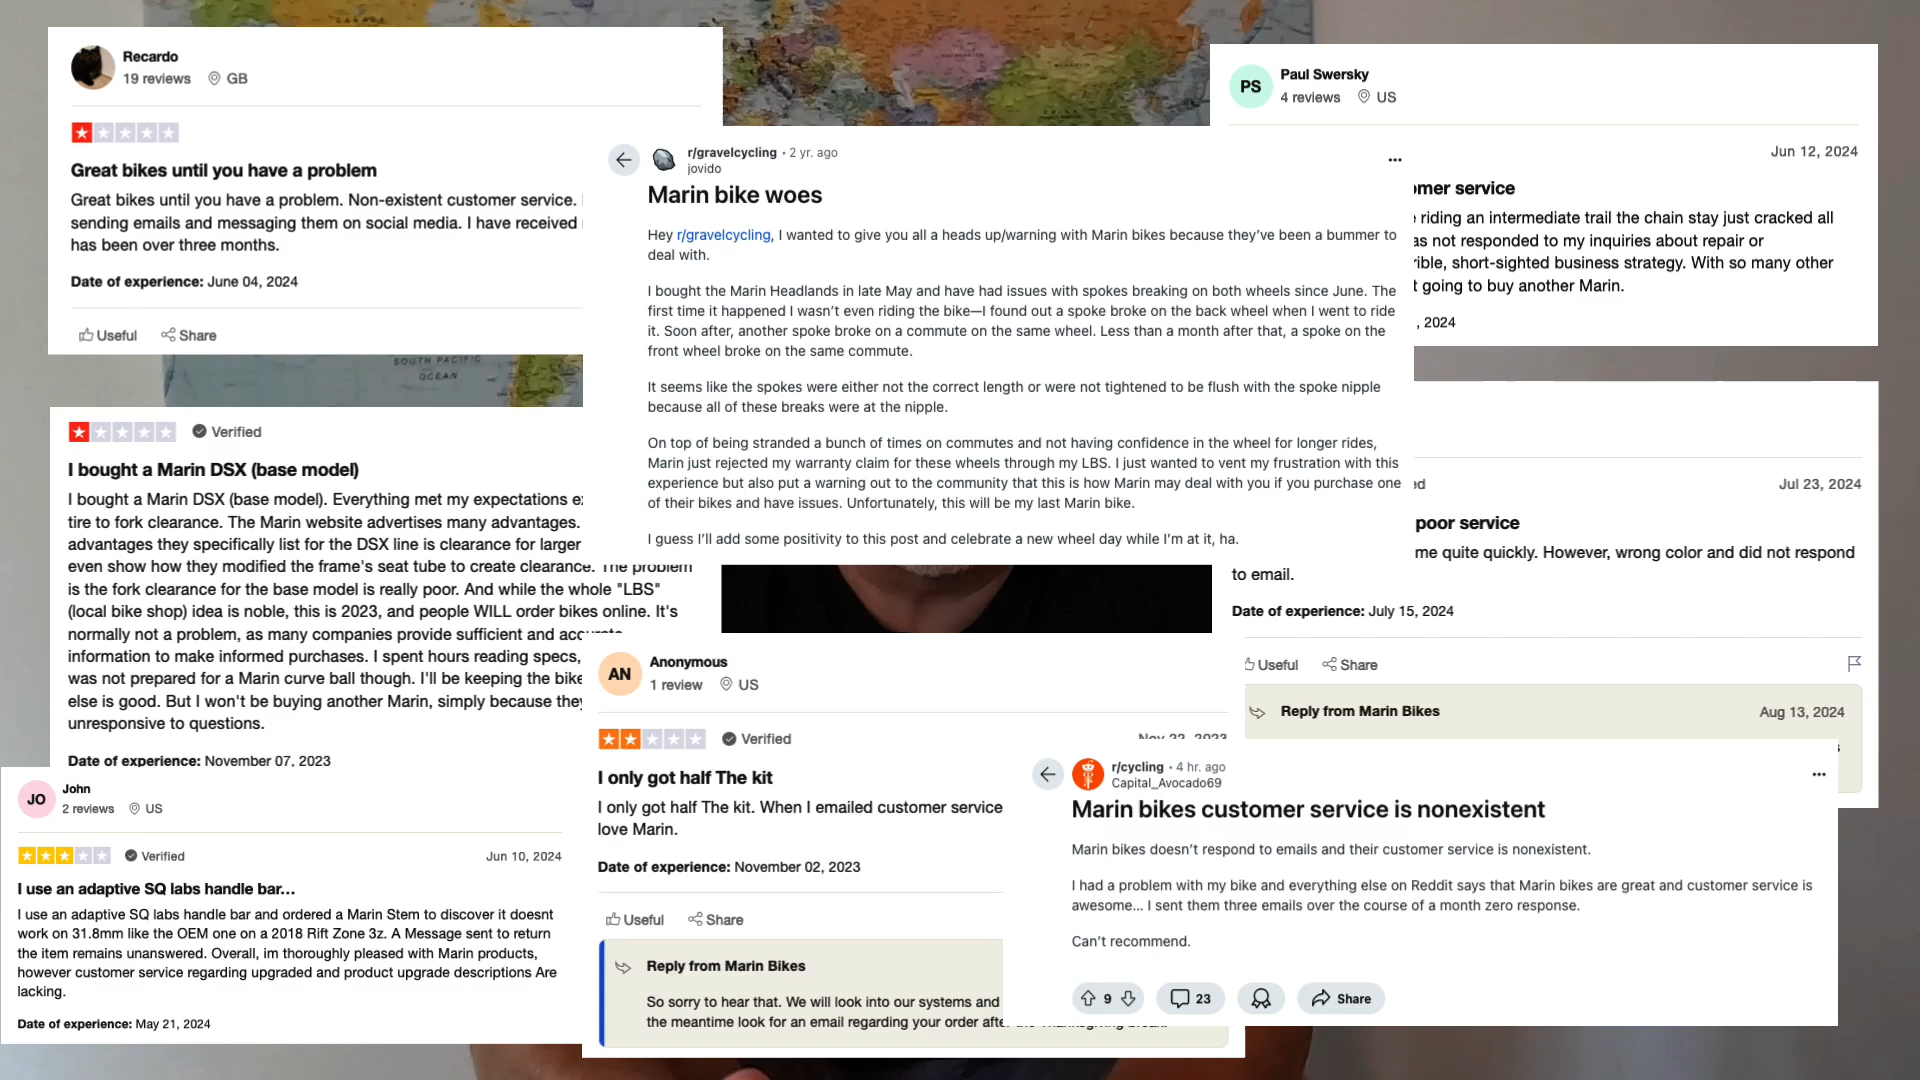 Recardo
19 reviews GB
Great bikes until you have a problem
Great bikes until you have a problem. Non-existent customer service.
sending emails and messaging them on social media. I have received
has been over three months.
Date of experience: June 04, 2024
Useful Share
SOUTH PACIFIC
OCEAN
r/gravelcycling • 2 yr. ago
jovido
Marin bike woes
Hey r/gravelcycling, I wanted to give you all a heads up/warning with Marin bikes because they've been a bummer to
deal with.
I bought the Marin Headlands in late May and have had issues with spokes breaking on both wheels since June. The
first time it happened I wasn't even riding the bike—I found out a spoke broke on the back wheel when I went to ride
it. Soon after, another spoke broke on a commute on the same wheel. Less than a month after that, a spoke on the
front wheel broke on the same commute.
It seems like the spokes were either not the correct length or were not tightened to be flush with the spoke nipple
because all of these breaks were at the nipple.
On top of being stranded a bunch of times on commutes and not having confidence in the wheel for longer rides,
Marin just rejected my warranty claim for these wheels through my LBS. I just wanted to vent my frustration with this
experience but also put a warning out to the community that this is how Marin may deal with you if you purchase one
of their bikes and have issues. Unfortunately, this will be my last Marin bike.
I guess I'll add some positivity to this post and celebrate a new wheel day while I'm at it, ha.
PS
Paul Swersky
4 reviews US
Jun 12, 2024
mer service
riding an intermediate trail the chain stay just cracked all
as not responded to my inquiries about repair or
rible, short-sighted business strategy. With so many other
t going to buy another Marin.
, 2024
Verified
I bought a Marin DSX (base model)
I bought a Marin DSX (base model). Everything met my expectations e
tire to fork clearance. The Marin website advertises many advantages.
advantages they specifically list for the DSX line is clearance for larger
even show how they modified the frame's seat tube to create clearance. The problem
is the fork clearance for the base model is really poor. And while the whole "LBS"
(local bike shop) idea is noble, this is 2023, and people WILL order bikes online. It's
normally not a problem, as many companies provide sufficient and accurate
information to make informed purchases. I spent hours reading specs,
was not prepared for a Marin curve ball though. I'll be keeping the bike
else is good. But I won't be buying another Marin, simply because they
unresponsive to questions.
Date of experience: November 07, 2023
ed Jul 23, 2024
poor service
me quite quickly. However, wrong color and did not respond
to email.
Date of experience: July 15, 2024
Useful Share
Reply from Marin Bikes Aug 13, 2024
JO
John
2 reviews US
Verified Jun 10, 2024
I use an adaptive SQ labs handle bar...
I use an adaptive SQ labs handle bar and ordered a Marin Stem to discover it doesnt
work on 31.8mm like the OEM one on a 2018 Rift Zone 3z. A Message sent to return
the item remains unanswered. Overall, im thoroughly pleased with Marin products,
however customer service regarding upgraded and product upgrade descriptions Are
lacking.
Date of experience: May 21, 2024
AN
Anonymous
1 review US
Verified Nov 22, 2023
I only got half The kit
I only got half The kit. When I emailed customer service
love Marin.
Date of experience: November 02, 2023
Useful Share
Reply from Marin Bikes
So sorry to hear that. We will look into our systems and
the meantime look for an email regarding your order after the Thanksgiving break.
r/cycling • 4 hr. ago
Capital_Avocado69
Marin bikes customer service is nonexistent
Marin bikes doesn't respond to emails and their customer service is nonexistent.
I had a problem with my bike and everything else on Reddit says that Marin bikes are great and customer service is
awesome... I sent them three emails over the course of a month zero response.
Can't recommend.
9 23 Share